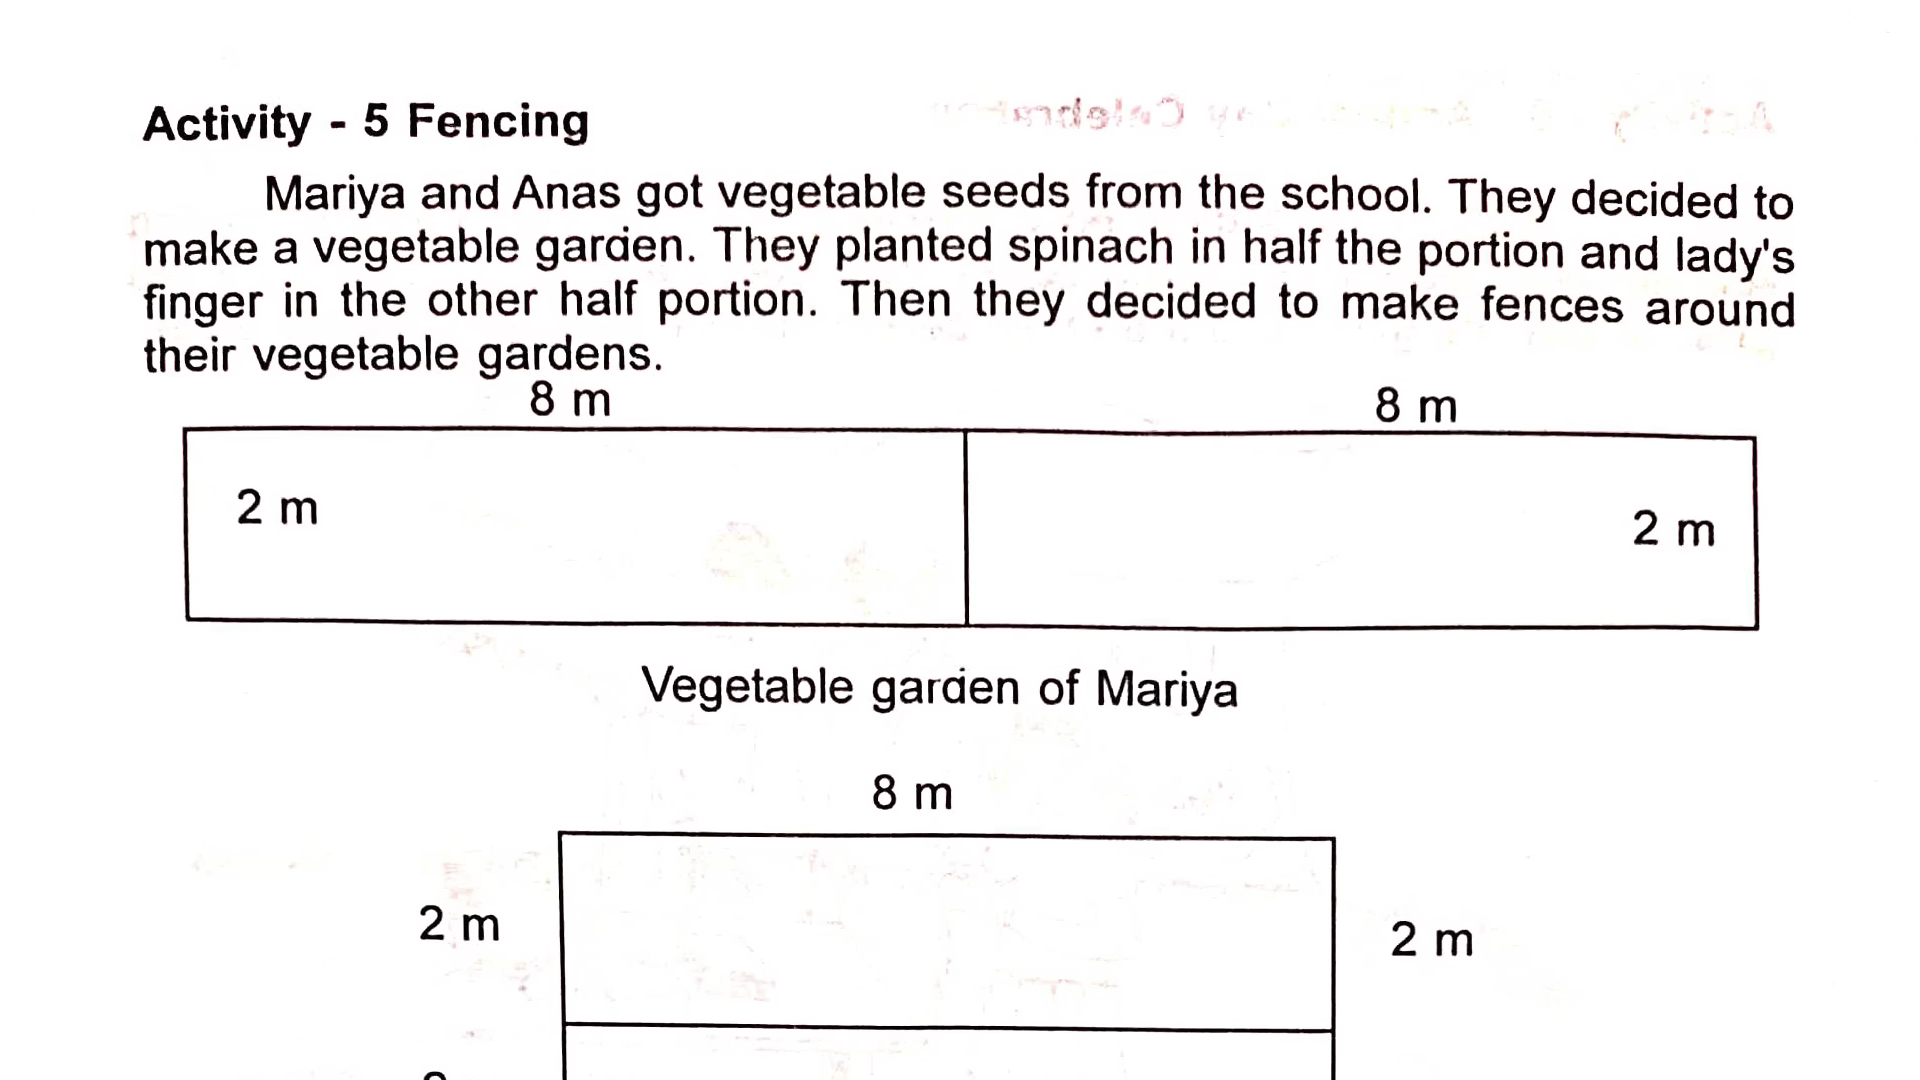 Activity - 5 Fencing
Mariya and Anas got vegetable seeds from the school. They decided to
make a vegetable garden. They planted spinach in half the portion and lady's
finger in the other half portion. Then they decided to make fences around
their vegetable gardens.
8 m 8 m
2 m 2 m
Vegetable garden of Mariya
8 m
2 m 2 m